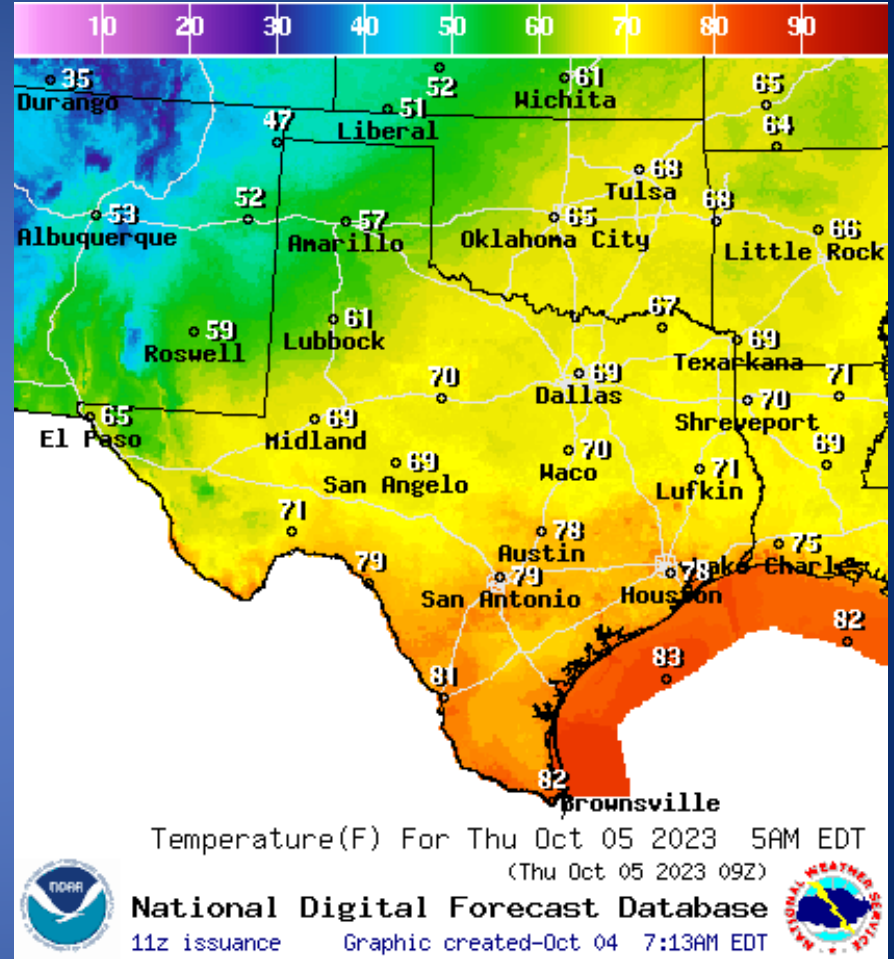 10 20 30 40 50 60 70 80 90
35
Durango
52
61
Wichita
65
51
Liberal
47
64
68
Tulsa
53
Albuquerque
52
57
Amarillo
65
Oklahoma City
68
66
Little Rock
59
Roswell
61
Lubbock
67
69
Texarkana
70
69
Dallas
70
Shreveport
71
65
El Paso
69
Midland
69
San Angelo
70
Waco
71
Lufkin
69
71
78
Austin
75
Lake Charles
79
79
San Antonio
78
Houston
82
83
81
82
Brownsville
Temperature(F) For Thu Oct 05 2023 5AM EDT
(Thu Oct 05 2023 09Z)
NOAA
National Digital Forecast Database
11z issuance Graphic created-Oct 04 7:13AM EDT
NATIONAL WEATHER SERVICE